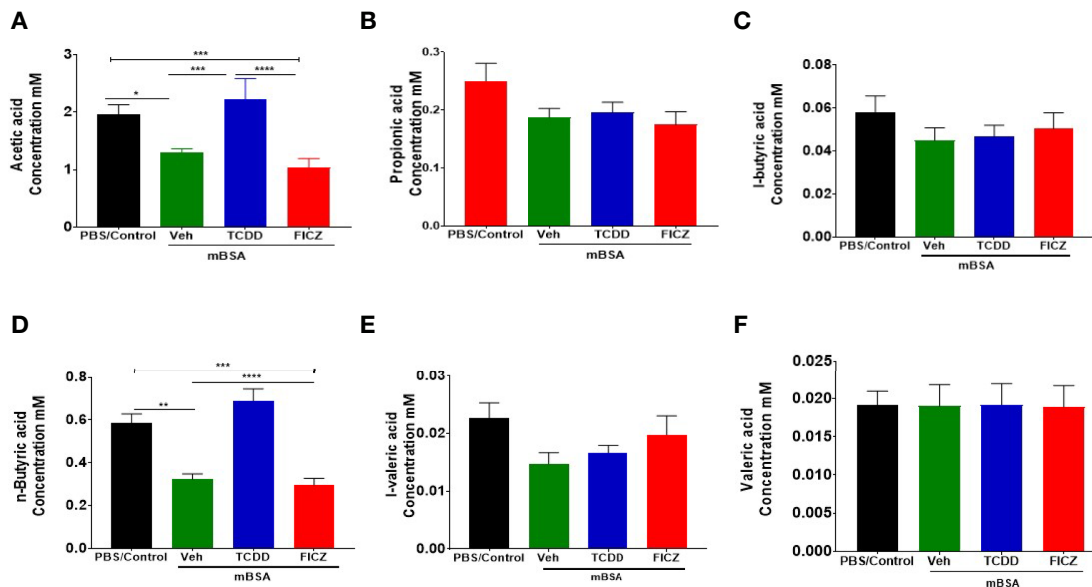 A
Acetic acid
Concentration mM
3
2
1
0
***
***
****
*
PBS/Control Veh TCDD FICZ
mBSA
B
Propionic acid
Concentration mM
0.3
0.2
0.1
0.0
PBS/Control Veh TCDD FICZ
mBSA
C
I-butyric acid
Concentration mM
0.08
0.06
0.04
0.02
0.00
PBS/Control Veh TCDD FICZ
mBSA
D
n-Butyric acid
Concentration mM
0.8
0.6
0.4
0.2
0.0
***
****
**
PBS/Control Veh TCDD FICZ
mBSA
E
I-valeric acid
Concentration mM
0.03
0.02
0.01
0.00
PBS/Control Veh TCDD FICZ
mBSA
F
Valeric acid
Concentration mM
0.025
0.020
0.015
0.010
0.005
0.000
PBS/Control Veh TCDD FICZ
mBSA